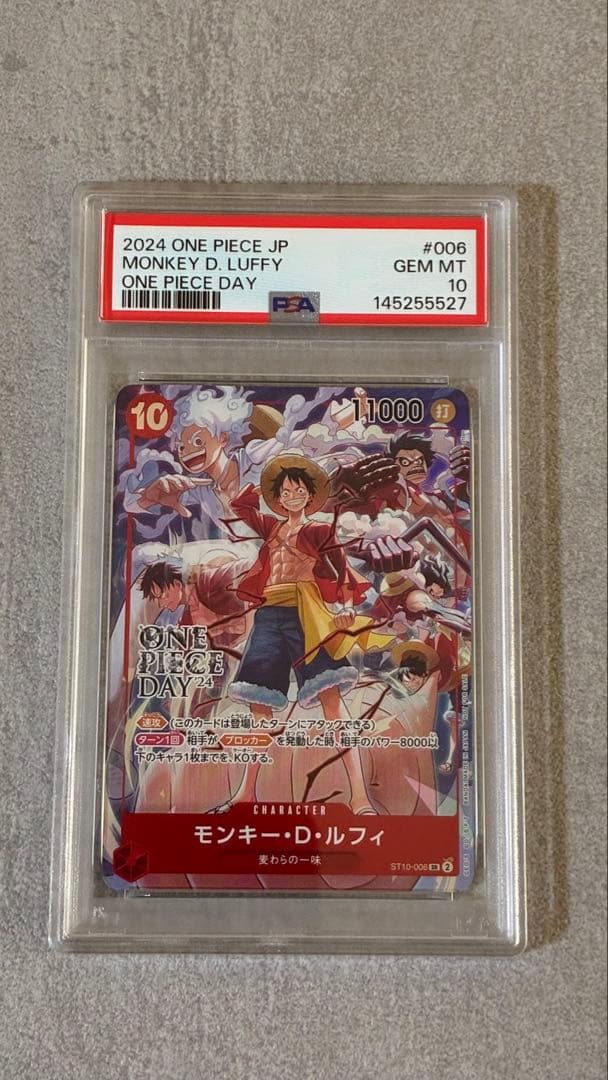 2024 ONE PIECE JP #006
MONKEY D. LUFFY GEM MT
ONE PIECE DAY 10
PSA 145255527
10 11000 打
ONE
PIECE
DAY'24
速攻 (このカードは登場したターンにアタックできる)
ターン1回 相手が ブロッカー を発動した時、相手のパワー8000以
下のキャラ1枚までを、KOする。
CHARACTER
モンキー・D・ルフィ
麦わらの一味
ST10-006 SR 2